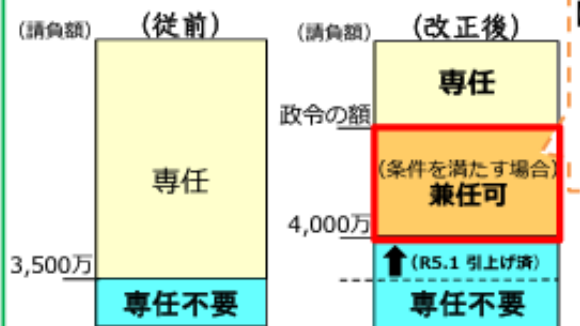 (請負額)
(従前)
専任
3,500万
専任不要
(請負額)
(改正後)
専任
政令の額
(条件を満たす場合)
兼任可
4,000万
(R5.1 引上げ済)
専任不要